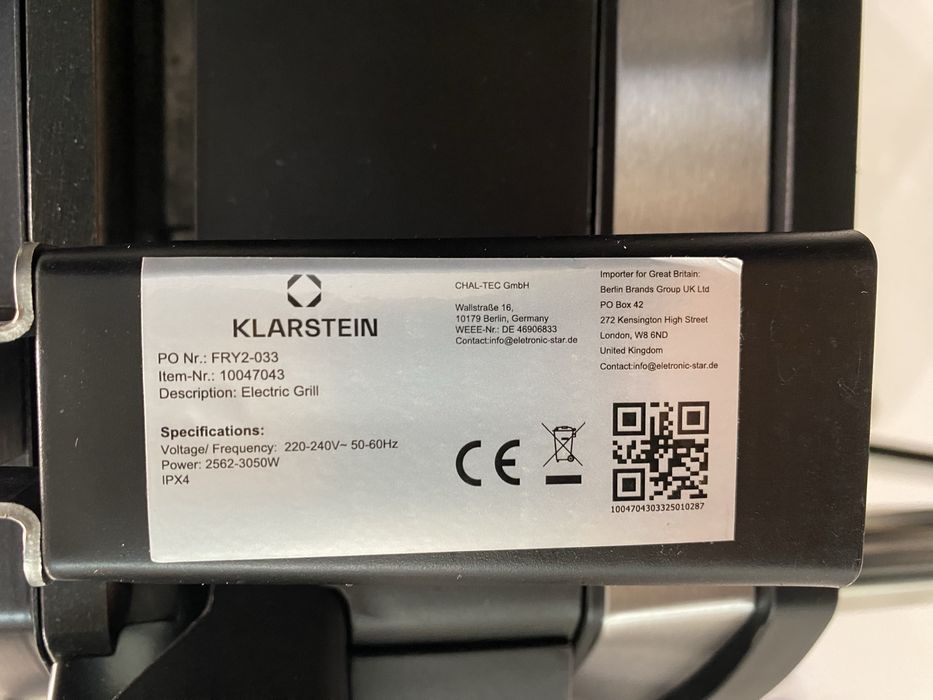 KLARSTEIN
PO Nr.: FRY2-033
Item-Nr.: 10047043
Description: Electric Grill
Specifications:
Voltage/ Frequency: 220-240V~ 50-60Hz
Power: 2562-3050W
IPX4
CHAL-TEC GmbH
Wallstraße 16,
10179 Berlin, Germany
WEEE-Nr.: DE 46906833
Contact:info@eletronic-star.de
Importer for Great Britain:
Berlin Brands Group UK Ltd
PO Box 42
272 Kensington High Street
London, W8 6ND
United Kingdom
Contact:info@eletronic-star.de
CE
1004704303325010287